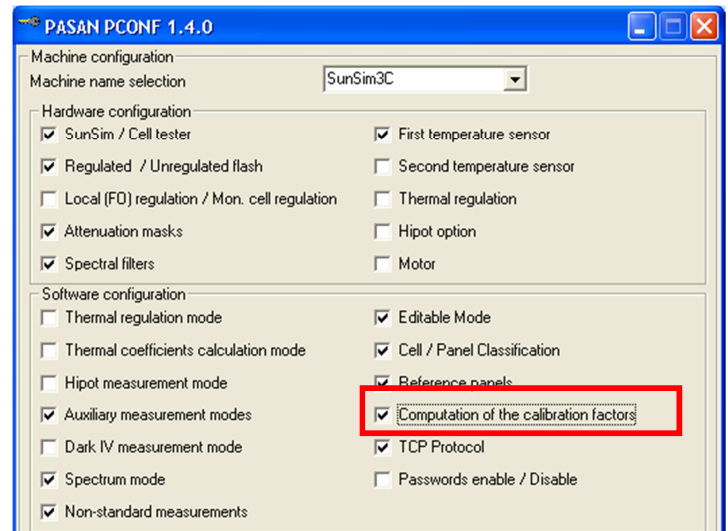 PASAN PCONF 1.4.0
Machine configuration
Machine name selection SunSim3C
Hardware configuration
SunSim / Cell tester First temperature sensor
Regulated / Unregulated flash Second temperature sensor
Local (FO) regulation / Mon. cell regulation Thermal regulation
Attenuation masks Hipot option
Spectral filters Motor
Software configuration
Thermal regulation mode Editable Mode
Thermal coefficients calculation mode Cell / Panel Classification
Hipot measurement mode Reference panels
Auxiliary measurement modes Computation of the calibration factors
Dark IV measurement mode TCP Protocol
Spectrum mode Passwords enable / Disable
Non-standard measurements